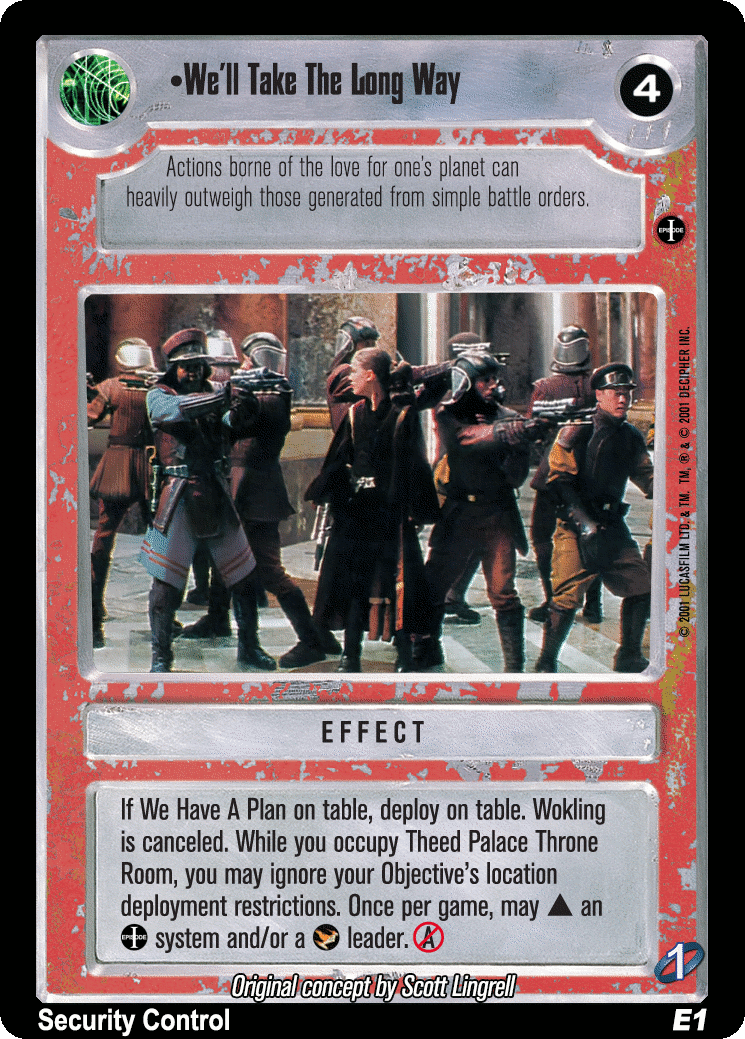 •We'll Take The Long Way
4
Actions borne of the love for one's planet can
heavily outweigh those generated from simple battle orders.
EPISODE
I
© 2001 LUCASFILM LTD. & TM. TM, ® & © 2001 DECIPHER INC.
EFFECT
If We Have A Plan on table, deploy on table. Wokling
is canceled. While you occupy Theed Palace Throne
Room, you may ignore your Objective's location
deployment restrictions. Once per game, may ▲ an
EPISODE I system and/or a leader. A
1
Original concept by Scott Lingrell
Security Control
E1